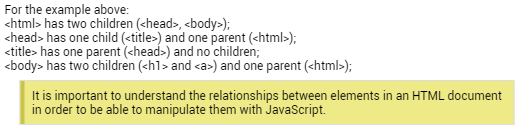 For the example above:
<html> has two children (<head>, <body>);
<head> has one child (<title>) and one parent (<html>);
<title> has one parent (<head>) and no children;
<body> has two children (<h1> and <a>) and one parent (<html>);
It is important to understand the relationships between elements in an HTML document
in order to be able to manipulate them with JavaScript.